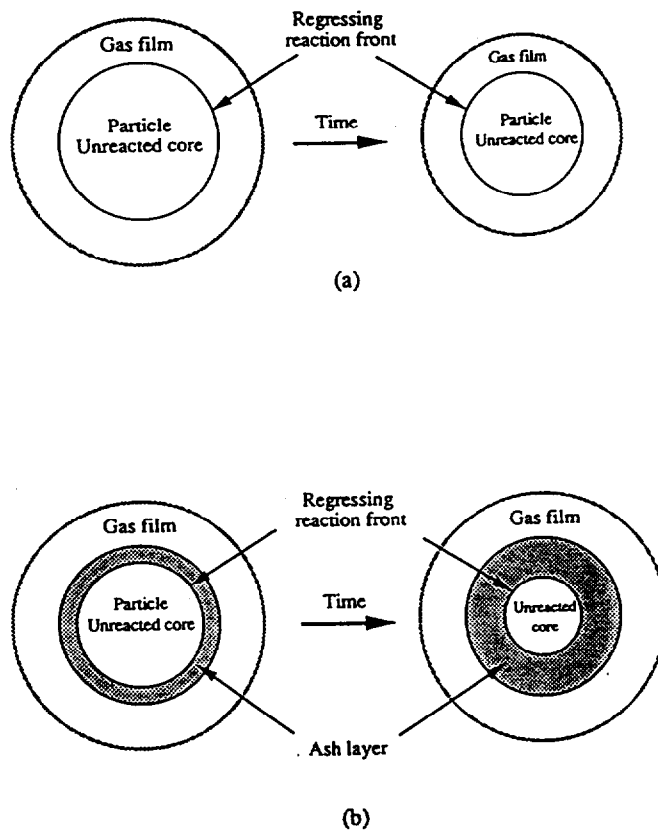 Regressing
reaction front
Gas film
Gas film
Particle
Unreacted core
Time
Particle
Unreacted core
(a)
Regressing
reaction front
Gas film
Gas film
Particle
Unreacted core
Time
Unreacted
core
Ash layer
(b)